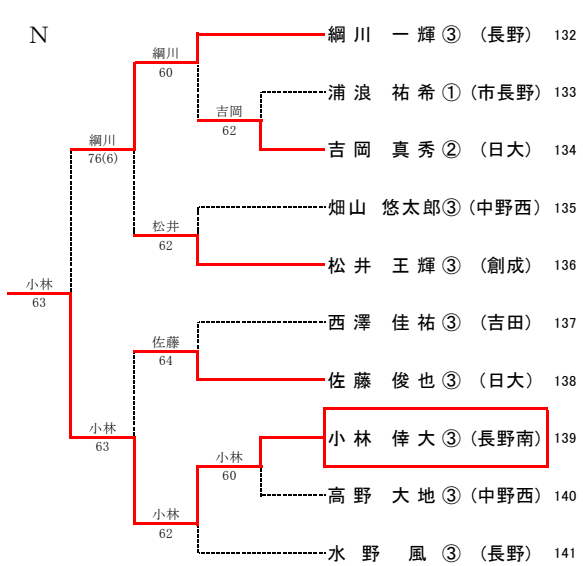 N
綱川 一輝③ (長野) 132
綱川
60
浦浪 祐希① (市長野) 133
吉岡
62
吉岡 真秀② (日大) 134
綱川
76(6)
畑山 悠太郎③ (中野西) 135
松井
62
松井 王輝③ (創成) 136
小林
63
西澤 佳祐③ (吉田) 137
佐藤
64
佐藤 俊也③ (日大) 138
小林
63
小林 倖大③ (長野南) 139
小林
60
高野 大地③ (中野西) 140
小林
62
水野 風③ (長野) 141